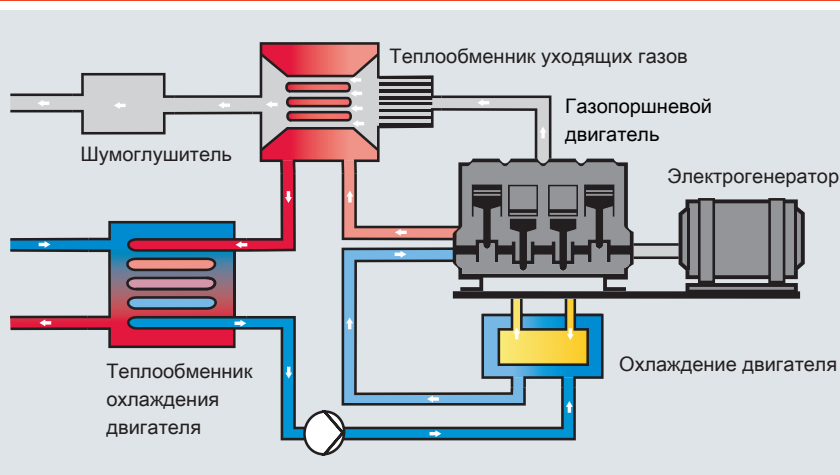 Теплообменник уходящих газов
Газопоршневой
двигатель
Шумоглушитель
Электрогенератор
Теплообменник
охлаждения
двигателя
Охлаждение двигателя